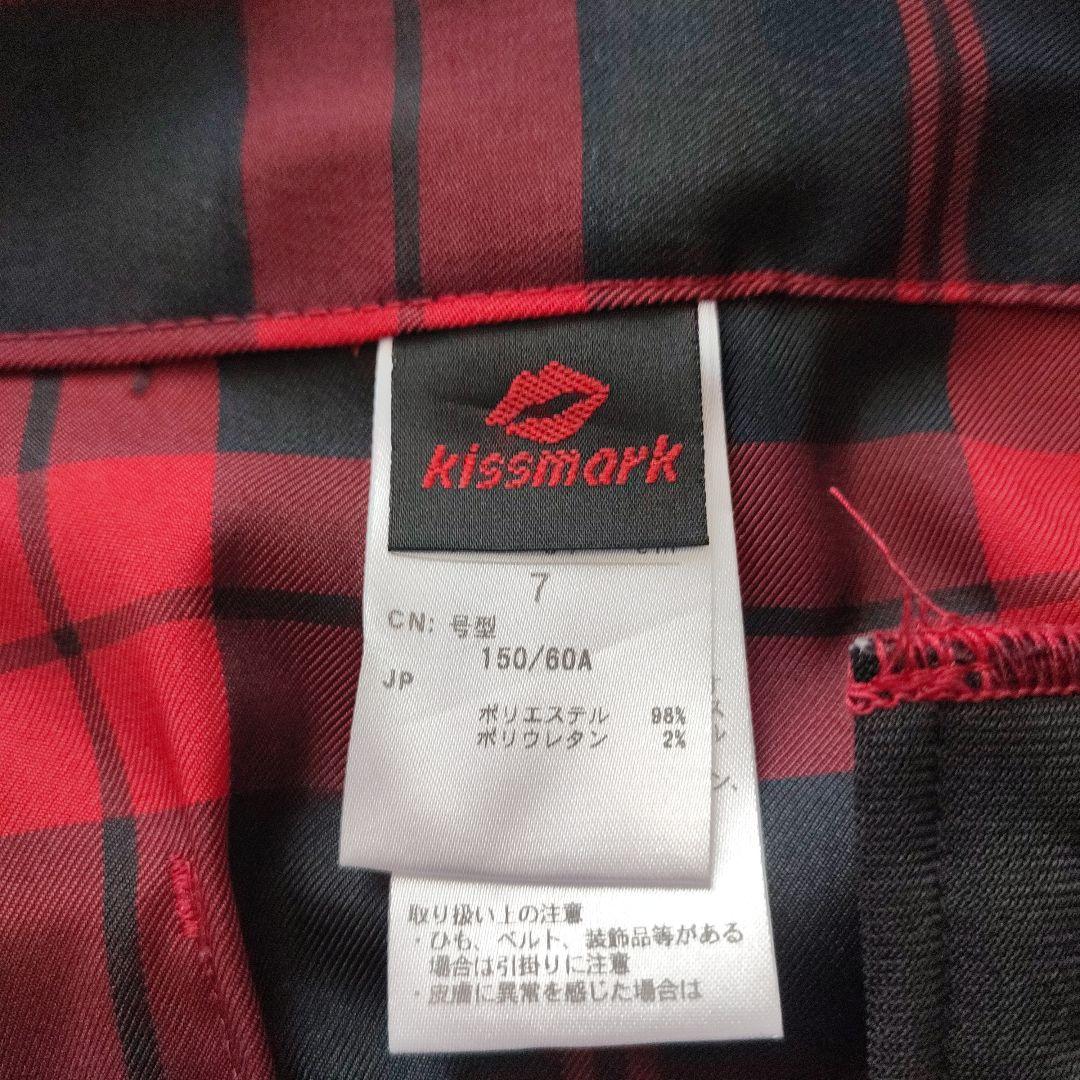 kissmark
7
CN: 号型
150/60A
JP
ポリエステル 98%
ポリウレタン 2%
取り扱い上の注意
・ひも、ベルト、装飾品等がある
場合は引掛りに注意
・皮膚に異常を感じた場合は